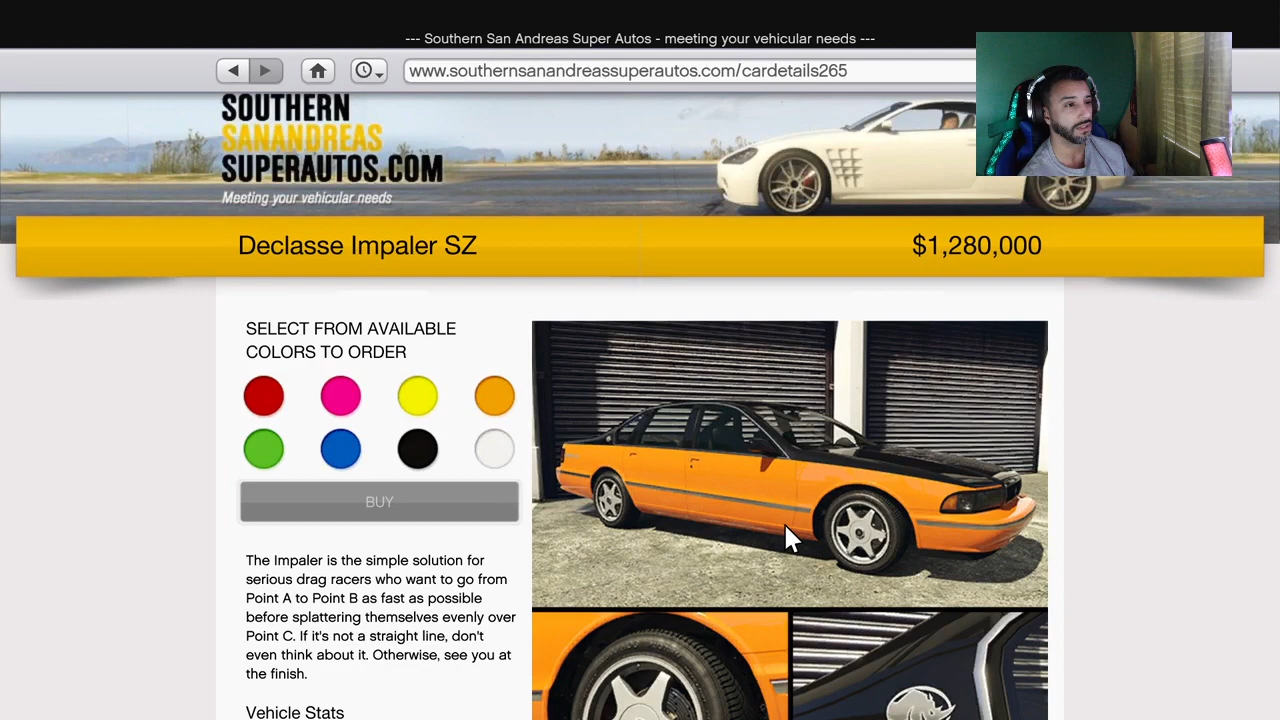 --- Southern San Andreas Super Autos - meeting your vehicular needs ---
www.southernsanandreassuperautos.com/cardetails265
SOUTHERN
SANANDREAS
SUPERAUTOS.COM
Meeting your vehicular needs
Declasse Impaler SZ
$1,280,000
SELECT FROM AVAILABLE
COLORS TO ORDER
BUY
The Impaler is the simple solution for
serious drag racers who want to go from
Point A to Point B as fast as possible
before splattering themselves evenly over
Point C. If it's not a straight line, don't
even think about it. Otherwise, see you at
the finish.
Vehicle Stats